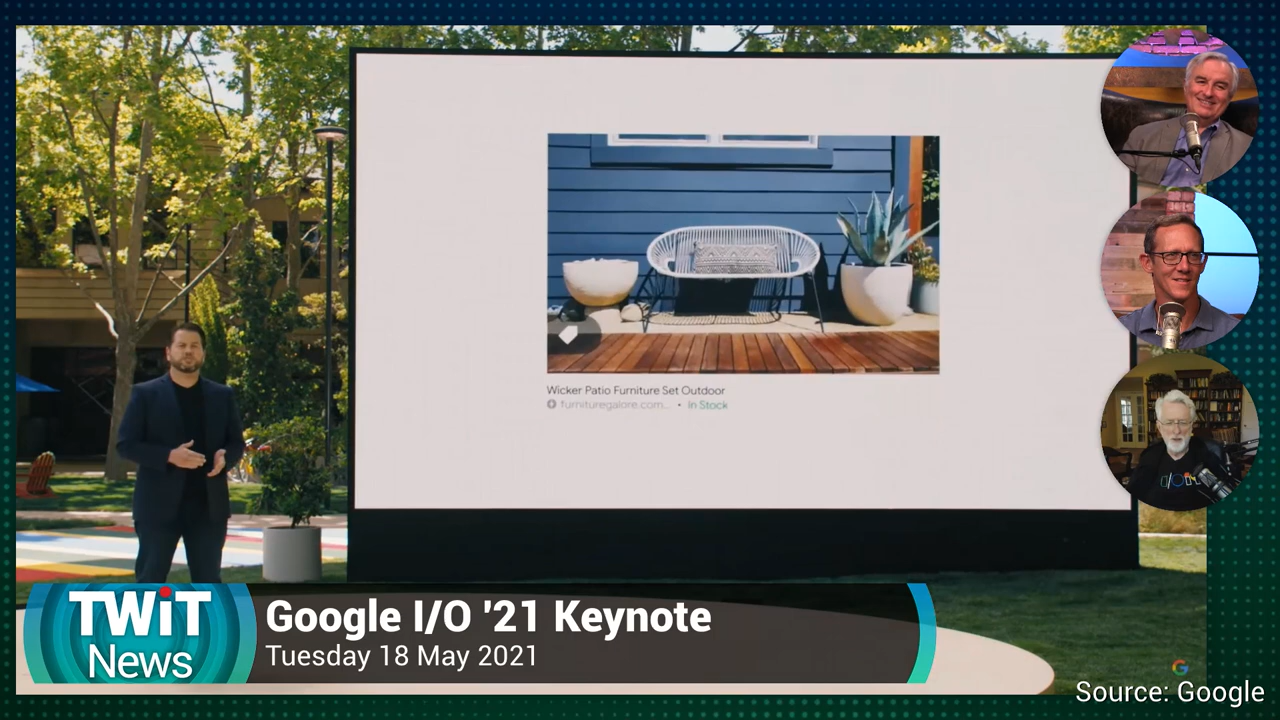 Wicker Patio Furniture Set Outdoor
furnituregalore.com... • In Stock
TWiT
News
Google I/O '21 Keynote
Tuesday 18 May 2021
Source: Google